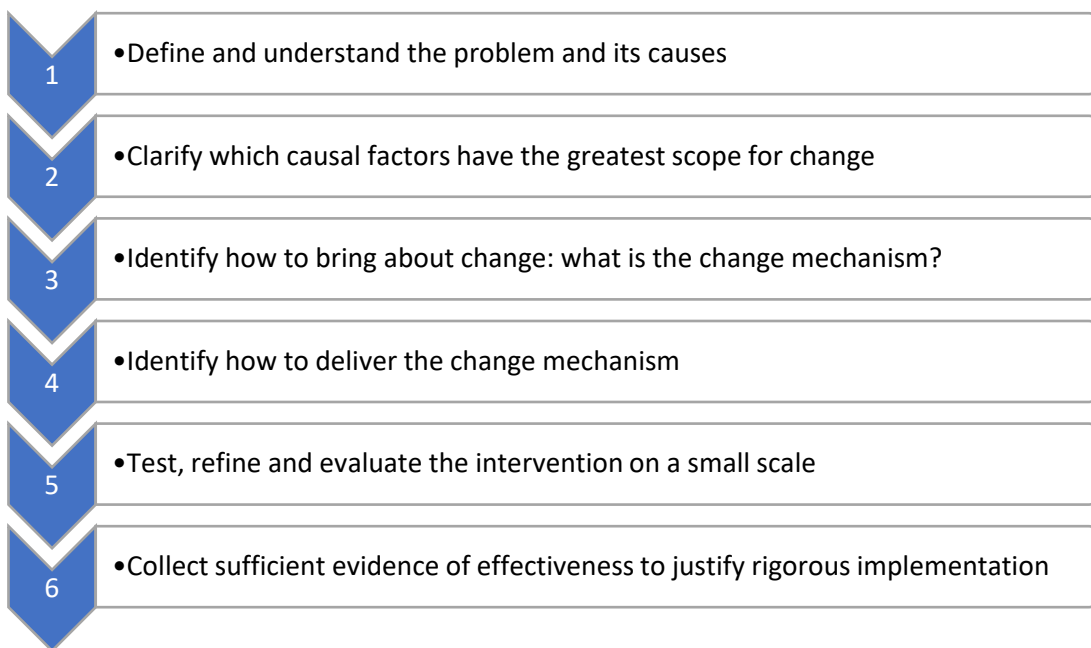 1
•Define and understand the problem and its causes
2
•Clarify which causal factors have the greatest scope for change
3
•Identify how to bring about change: what is the change mechanism?
4
•Identify how to deliver the change mechanism
5
•Test, refine and evaluate the intervention on a small scale
6
•Collect sufficient evidence of effectiveness to justify rigorous implementation